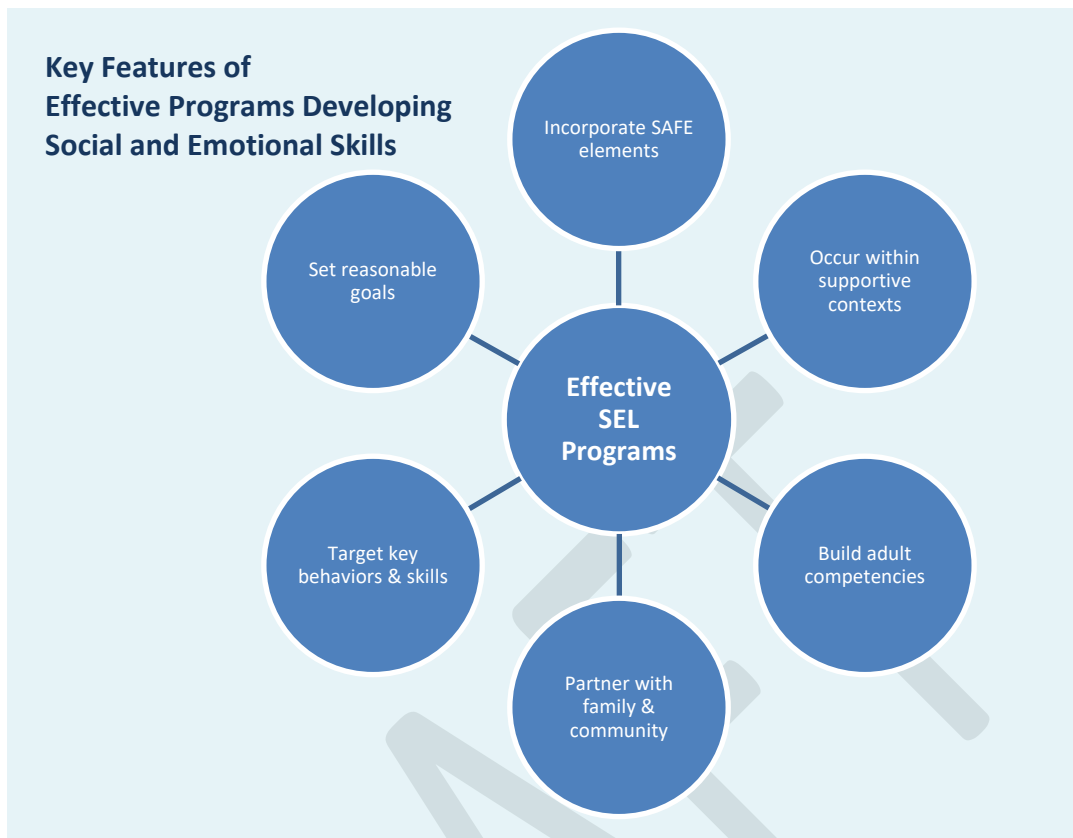 Key Features of
Effective Programs Developing
Social and Emotional Skills
Incorporate SAFE
elements
Occur within
supportive
contexts
Build adult
competencies
Partner with
family &
community
Target key
behaviors & skills
Set reasonable
goals
Effective
SEL
Programs